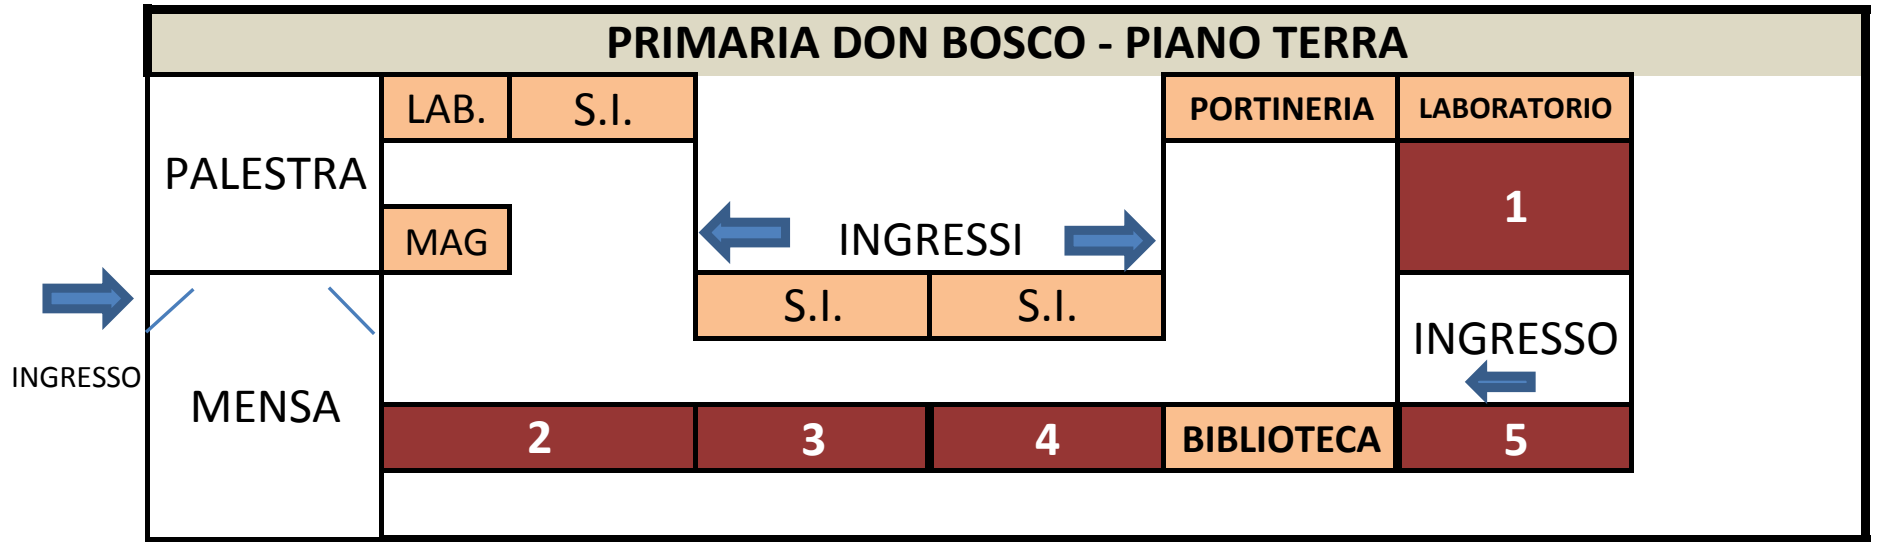 PRIMARIA DON BOSCO - PIANO TERRA
LAB.
S.I.
PORTINERIA
LABORATORIO
PALESTRA
1
MAG
INGRESSI
S.I.
S.I.
INGRESSO
INGRESSO
MENSA
2
3
4
BIBLIOTECA
5